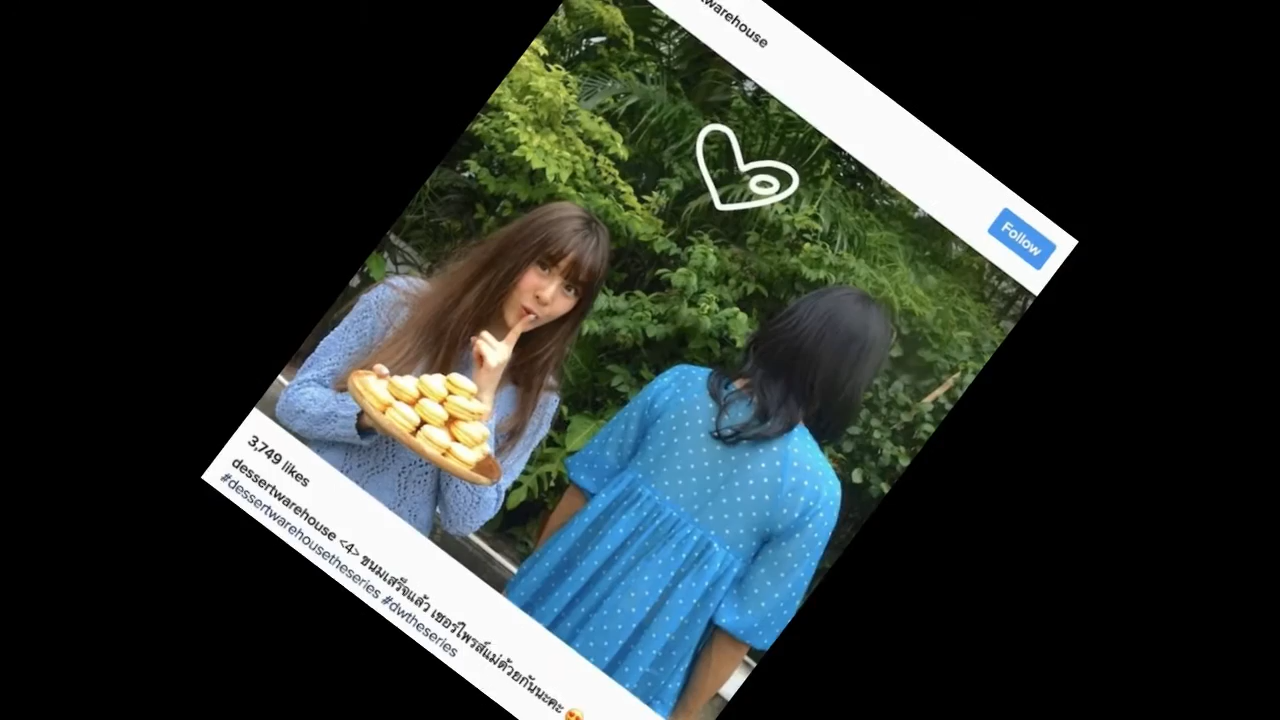 warehouse
Follow
3,749 likes
dessertwarehouse <4> ขนมเสร็จแล้ว เซอร์ไพรส์แม่ด้วยกันนะคะ 😍
#dessertwarehousetheseries #dwtheseries